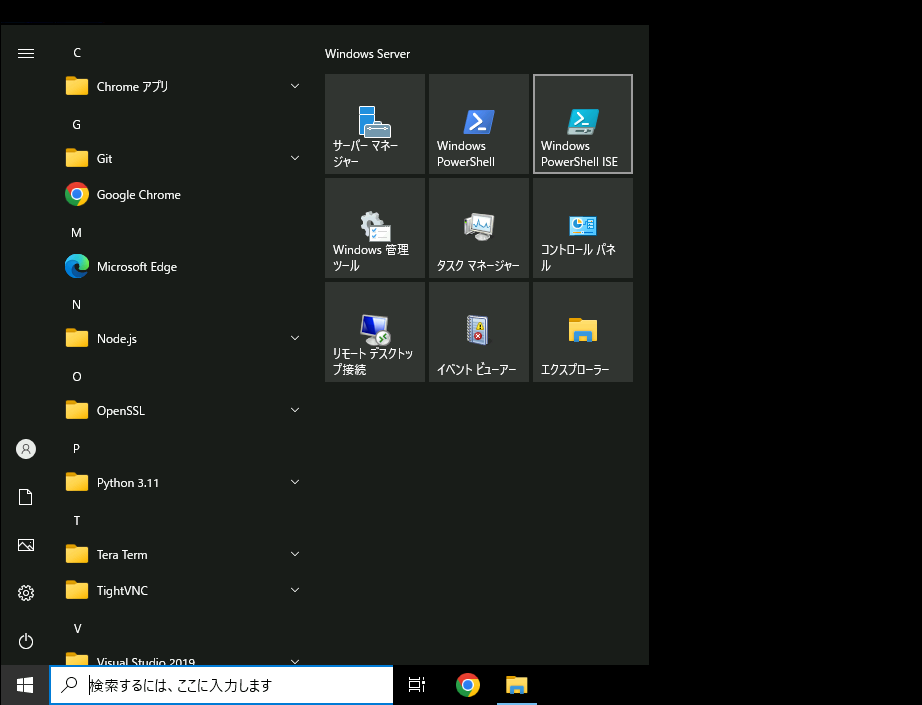 C
Chrome アプリ
G
Git
Google Chrome
M
Microsoft Edge
N
Node.js
O
OpenSSL
P
Python 3.11
T
Tera Term
TightVNC
V
Visual Studio 2019
Windows Server
サーバー マネー
ジャー
Windows
PowerShell
Windows
PowerShell ISE
Windows 管理
ツール
タスク マネージャー
コントロール パネ
ル
リモート デスクトッ
プ接続
イベント ビューアー
エクスプローラー
検索するには、ここに入力します